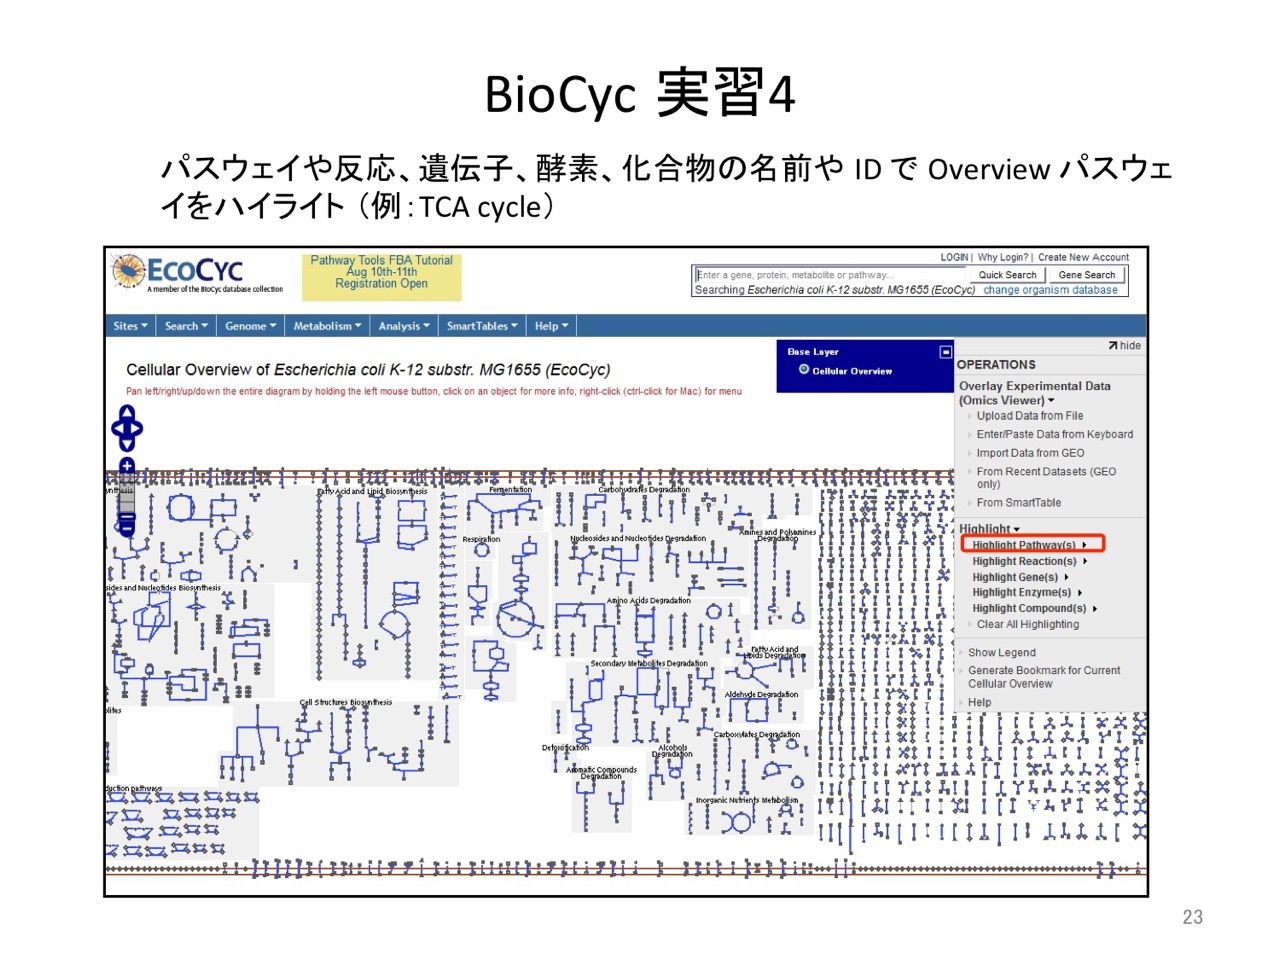 BioCyc 実習4
パスウェイや反応、遺伝子、酵素、化合物の名前や ID で Overview パスウェ
イをハイライト（例：TCA cycle）
EcoCyc
A member of the BioCyc database collection
Pathway Tools FBA Tutorial
Aug 10th-11th
Registration Open
LOGIN | Why Login? | Create New Account
Enter a gene, protein, metabolite or pathway... Quick Search Gene Search
Searching Escherichia coli K-12 substr. MG1655 (EcoCyc) change organism database
Sites Search Genome Metabolism Analysis SmartTables Help
hide
Cellular Overview of Escherichia coli K-12 substr. MG1655 (EcoCyc)
Pan left/right/up/down the entire diagram by holding the left mouse button, click on an object for more info, right-click (ctrl-click for Mac) for menu
Base Layer
Cellular Overview
OPERATIONS
Overlay Experimental Data
(Omics Viewer)
Upload Data from File
Enter/Paste Data from Keyboard
Import Data from GEO
From Recent Datasets (GEO
only)
From SmartTable
Highlight
Highlight Pathway(s)
Highlight Reaction(s)
Highlight Gene(s)
Highlight Enzyme(s)
Highlight Compound(s)
Clear All Highlighting
Show Legend
Generate Bookmark for Current
Cellular Overview
Help
Fatty Acid and Lipid Biosynthesis
Fermentation
Carbohydrates Degradation
Respiration
Nucleosides and Nucleotides Degradation
Amines and Polyamines
Degradation
sides and Nucleotides Biosynthesis
Amino Acids Degradation
Secondary Metabolites Degradation
Fatty Acid and
Lipids Degradation
Aldehyde Degradation
Cell Structures Biosynthesis
Carboxylates Degradation
Detoxification
Alcohols
Degradation
Aromatic Compounds
Degradation
Inorganic Nutrients Metabolism
olites
duction pathways
23